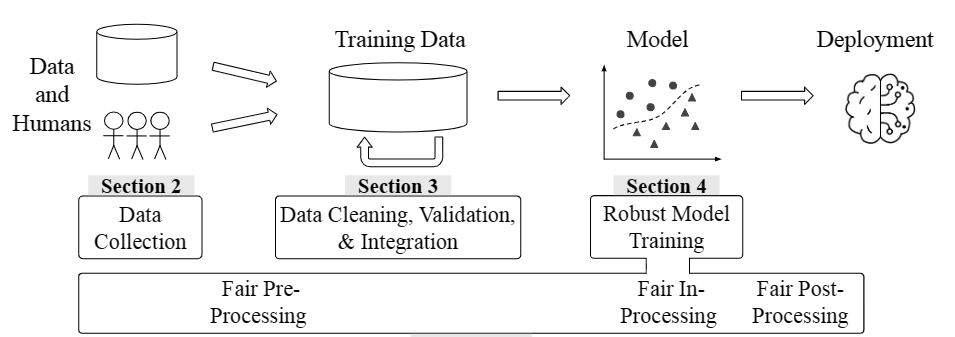 Training Data
Model
Deployment
Data
and
Humans
Section 2
Section 3
Section 4
Data
Collection
Data Cleaning, Validation,
& Integration
Robust Model
Training
Fair Pre-
Processing
Fair In-
Processing
Fair Post-
Processing